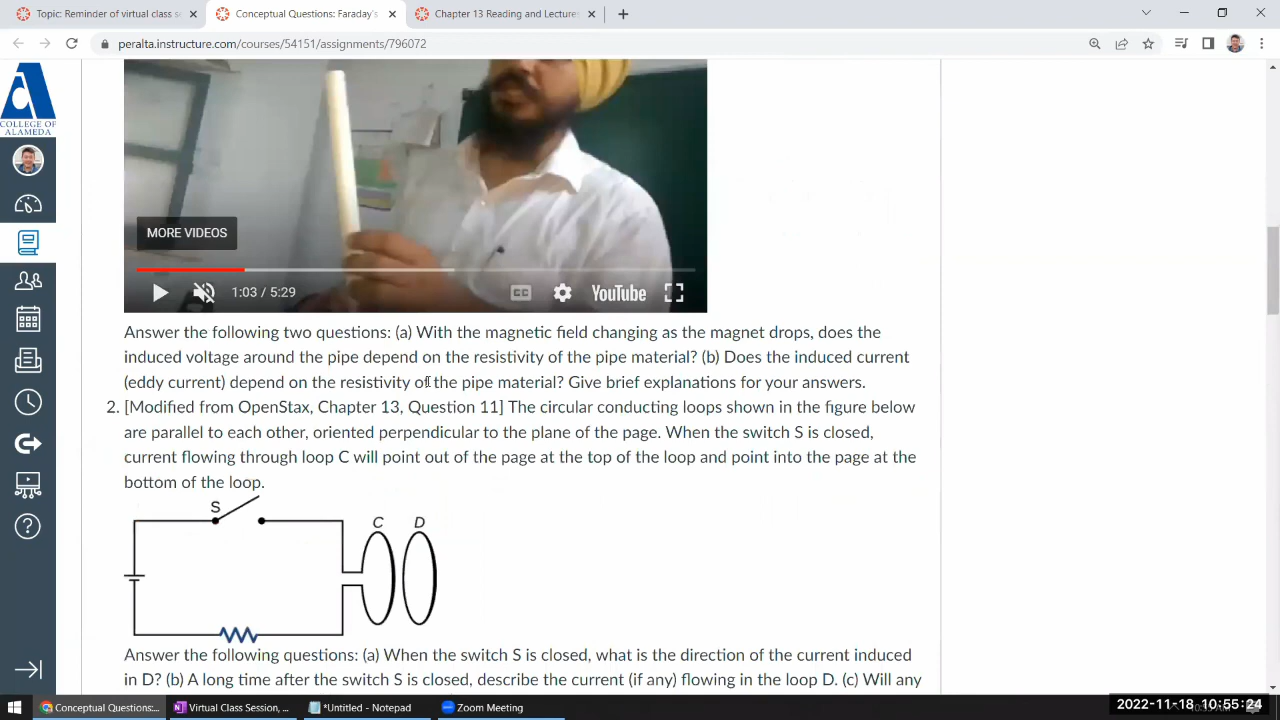 Topic: Reminder of virtual class s
Conceptual Questions: Faraday's
Chapter 13 Reading and Lectures
peralta.instructure.com/courses/54151/assignments/796072
COLLEGE OF
ALAMEDA
MORE VIDEOS
1:03 / 5:29
CC
YouTube
Answer the following two questions: (a) With the magnetic field changing as the magnet drops, does the
induced voltage around the pipe depend on the resistivity of the pipe material? (b) Does the induced current
(eddy current) depend on the resistivity of the pipe material? Give brief explanations for your answers.
2. [Modified from OpenStax, Chapter 13, Question 11] The circular conducting loops shown in the figure below
are parallel to each other, oriented perpendicular to the plane of the page. When the switch S is closed,
current flowing through loop C will point out of the page at the top of the loop and point into the page at the
bottom of the loop.
S
C D
Answer the following questions: (a) When the switch S is closed, what is the direction of the current induced
in D? (b) A long time after the switch S is closed, describe the current (if any) flowing in the loop D. (c) Will any
Conceptual Questions:...
Virtual Class Session, ...
*Untitled - Notepad
Zoom Meeting
2022-11-18 10:55:24